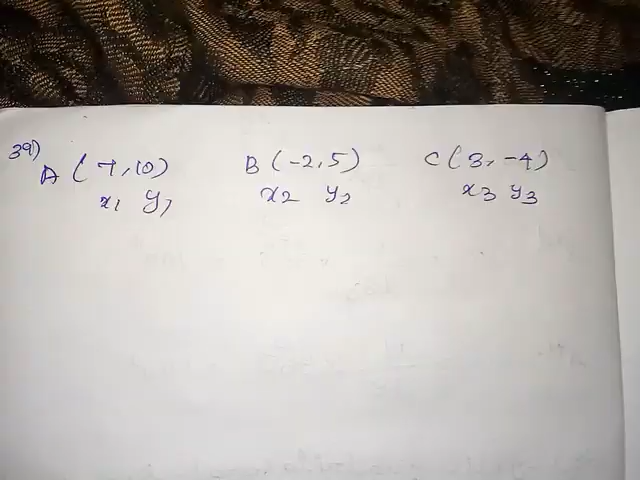 39) A (-7,10) B (-2,5) C (3,-4)
x1 y1 x2 y2 x3 y3